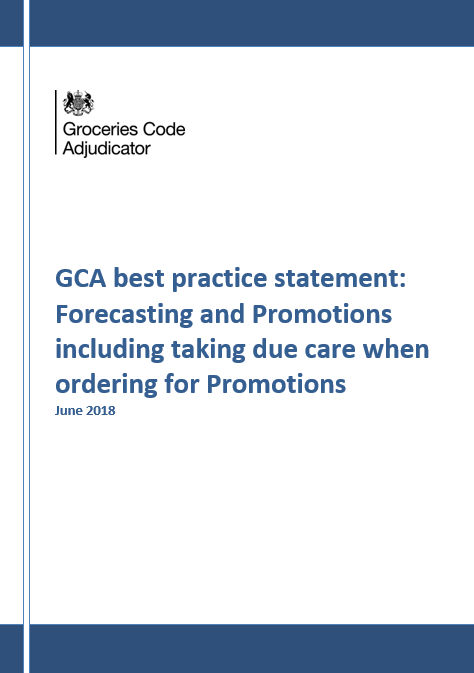 Groceries Code
Adjudicator
GCA best practice statement:
Forecasting and Promotions
including taking due care when
ordering for Promotions
June 2018